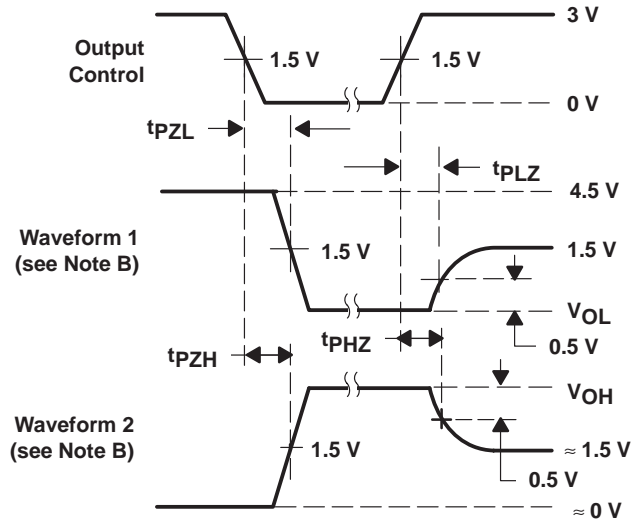 3 V
Output
Control
1.5 V
1.5 V
0 V
tPZL
tPLZ
4.5 V
Waveform 1
(see Note B)
1.5 V
1.5 V
VOL
tPHZ
0.5 V
tPZH
VOH
Waveform 2
(see Note B)
1.5 V
≈ 1.5 V
0.5 V
≈ 0 V